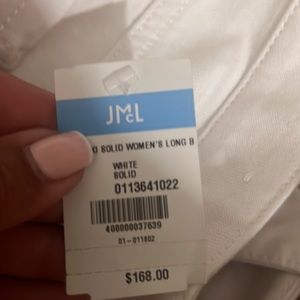 JMcL
O SOLID WOMEN'S LONG B
WHITE
SOLID
0113641022
400000037639
01-011602
$168.00